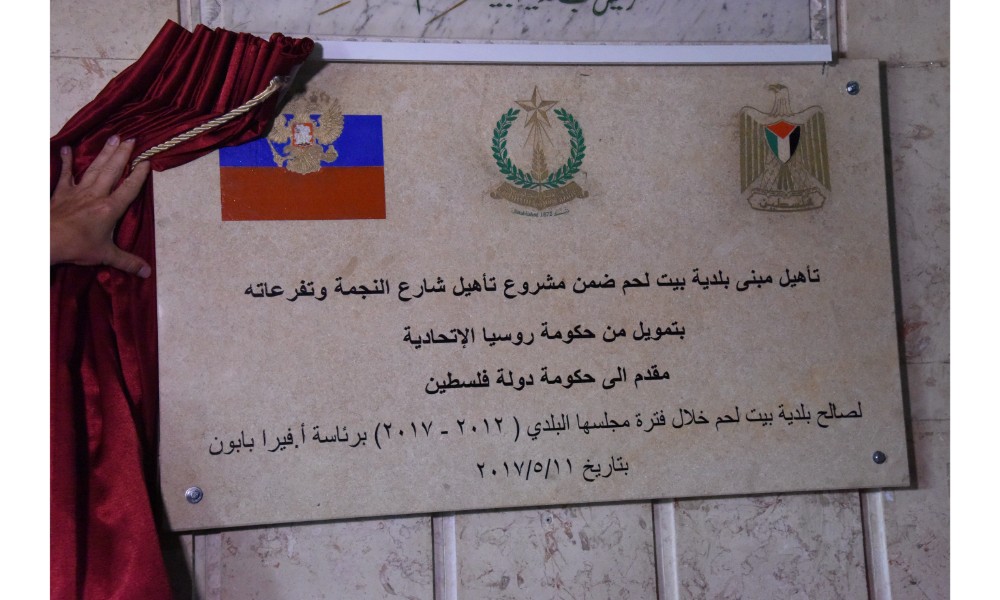 فلسطين
تأهيل مبنى بلدية بيت لحم ضمن مشروع تأهيل شارع النجمة وتفرعاته
بتمويل من حكومة روسيا الإتحادية
مقدم الى حكومة دولة فلسطين
لصالح بلدية بيت لحم خلال فترة مجلسها البلدي ( ٢٠١٢ - ٢٠١٧ ) برئاسة أ.فيرا بابون
بتاريخ ٢٠١٧/٥/١١